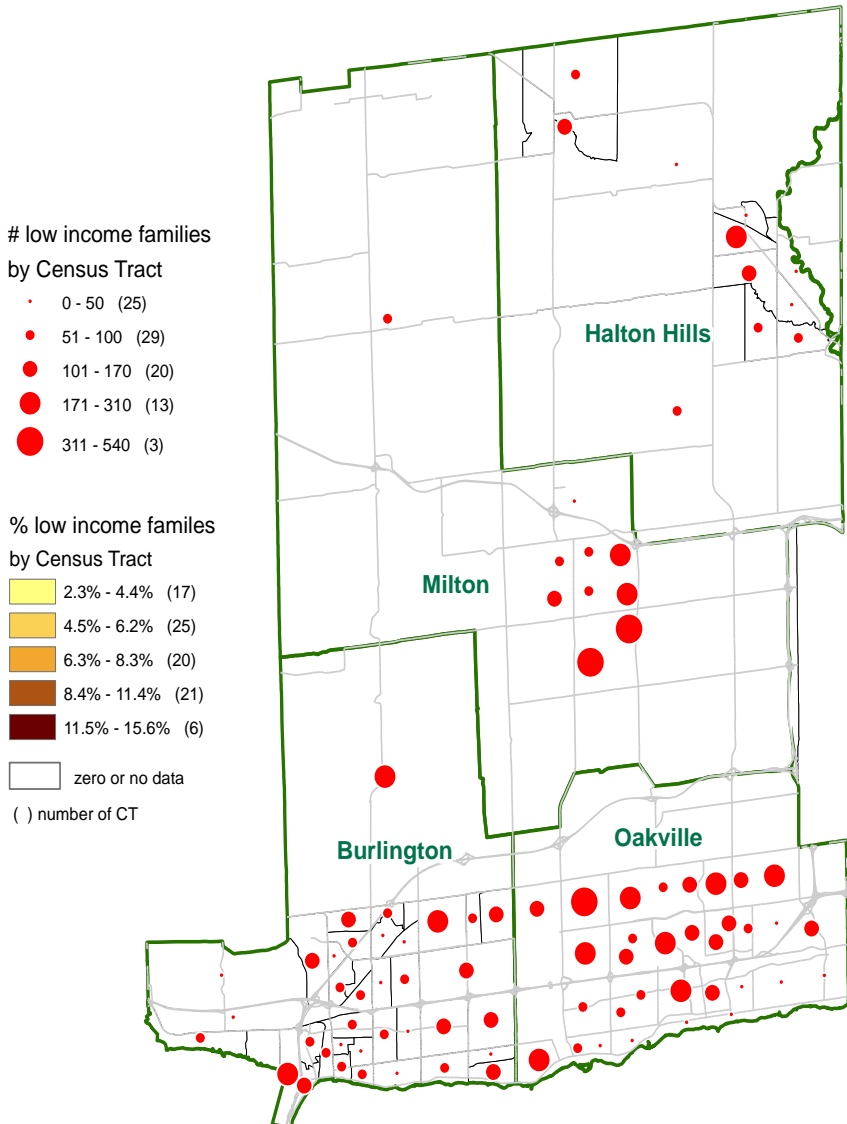 # low income families
by Census Tract
0 - 50 (25)
51 - 100 (29)
101 - 170 (20)
171 - 310 (13)
311 - 540 (3)
% low income familes
by Census Tract
2.3% - 4.4% (17)
4.5% - 6.2% (25)
6.3% - 8.3% (20)
8.4% - 11.4% (21)
11.5% - 15.6% (6)
zero or no data
( ) number of CT
Halton Hills
Milton
Burlington
Oakville